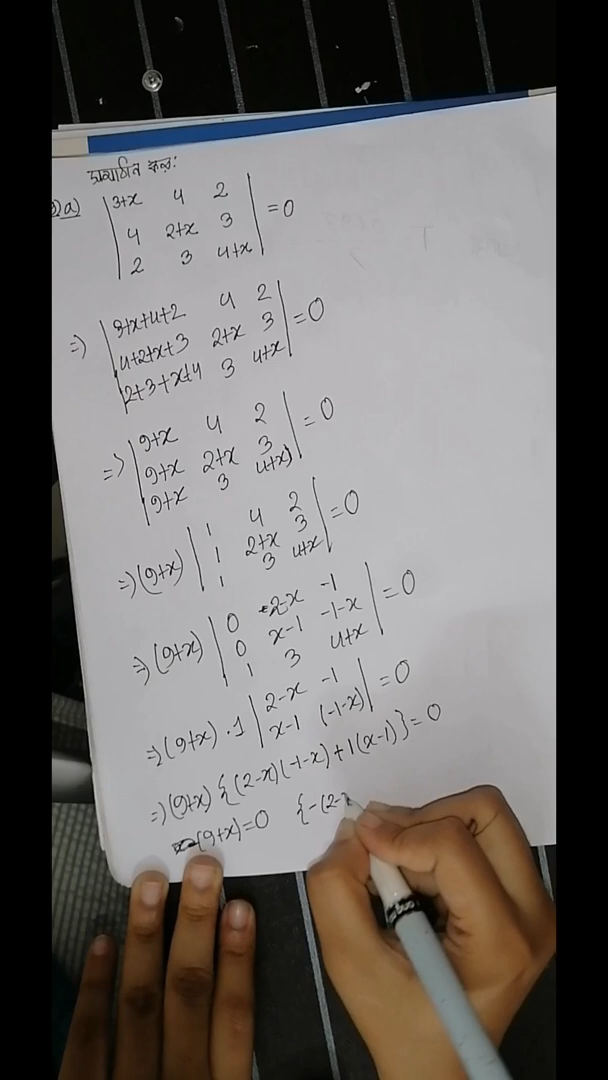 সমাধান কর:
a) | 3+x 4 2 |
| 4 2+x 3 | =0
| 2 3 4+x |
=> | 3+x+4+2 4 2 |
| 4+2+x+3 2+x 3 | =0
| 2+3+x+4 3 4+x |
=> | 9+x 4 2 |
| 9+x 2+x 3 | =0
| 9+x 3 4+x |
=> (9+x) | 1 4 2 |
| 1 2+x 3 | =0
| 1 3 4+x |
=> (9+x) | 0 2-x -1 |
| 0 x-1 -1-x | =0
| 1 3 4+x |
=> (9+x) · 1 | 2-x -1 |
| x-1 (-1-x) | =0
=> (9+x) {(2-x)(-1-x)+1(x-1)}=0
(9+x)=0 {-(2-